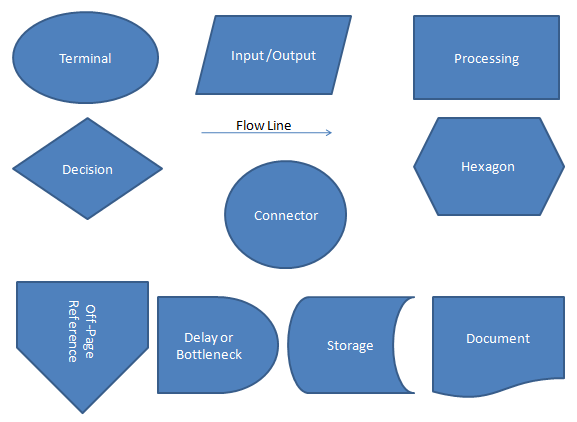 Terminal
Input/Output
Processing
Flow Line
Decision
Hexagon
Connector
Off-Page
Reference
Delay or
Bottleneck
Storage
Document